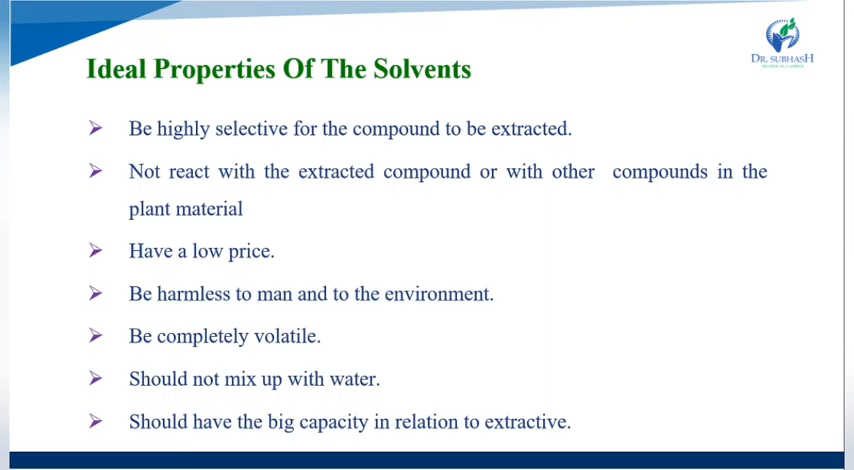 DR. SUBHASH
TECHNICAL CAMPUS
Ideal Properties Of The Solvents
Be highly selective for the compound to be extracted.
Not react with the extracted compound or with other compounds in the
plant material
Have a low price.
Be harmless to man and to the environment.
Be completely volatile.
Should not mix up with water.
Should have the big capacity in relation to extractive.